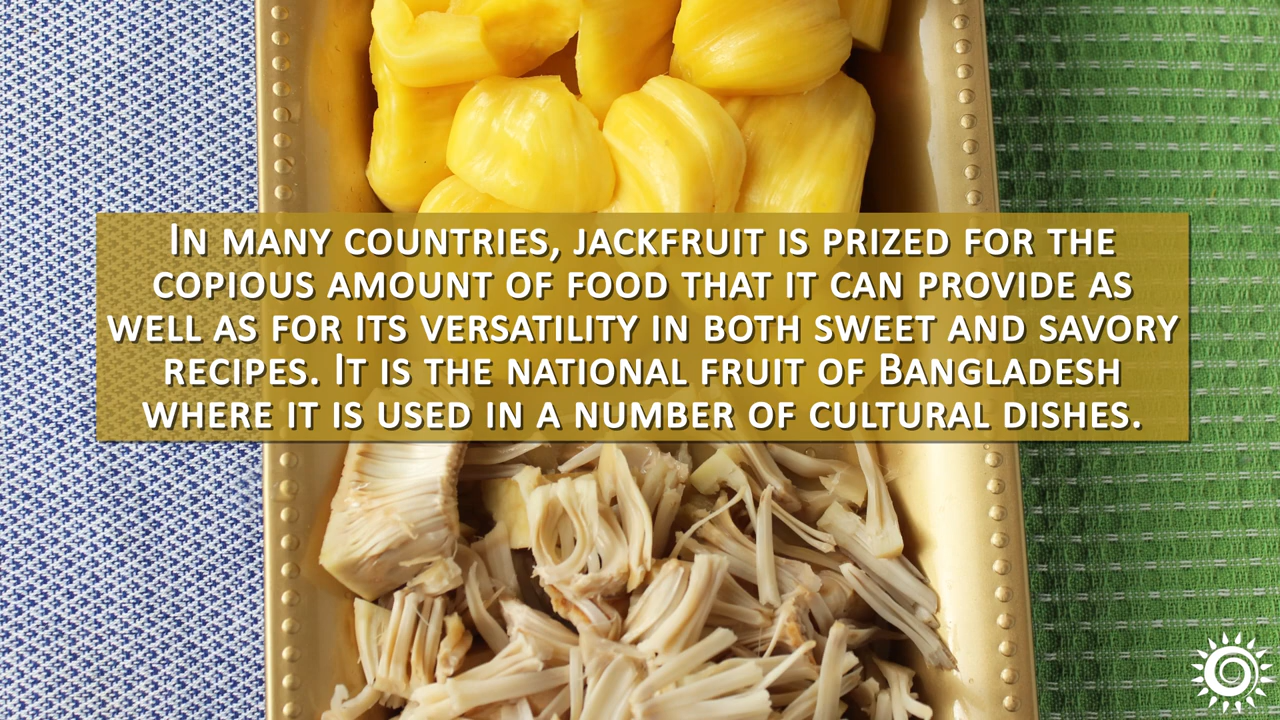 In many countries, jackfruit is prized for the
copious amount of food that it can provide as
well as for its versatility in both sweet and savory
recipes. It is the national fruit of Bangladesh
where it is used in a number of cultural dishes.